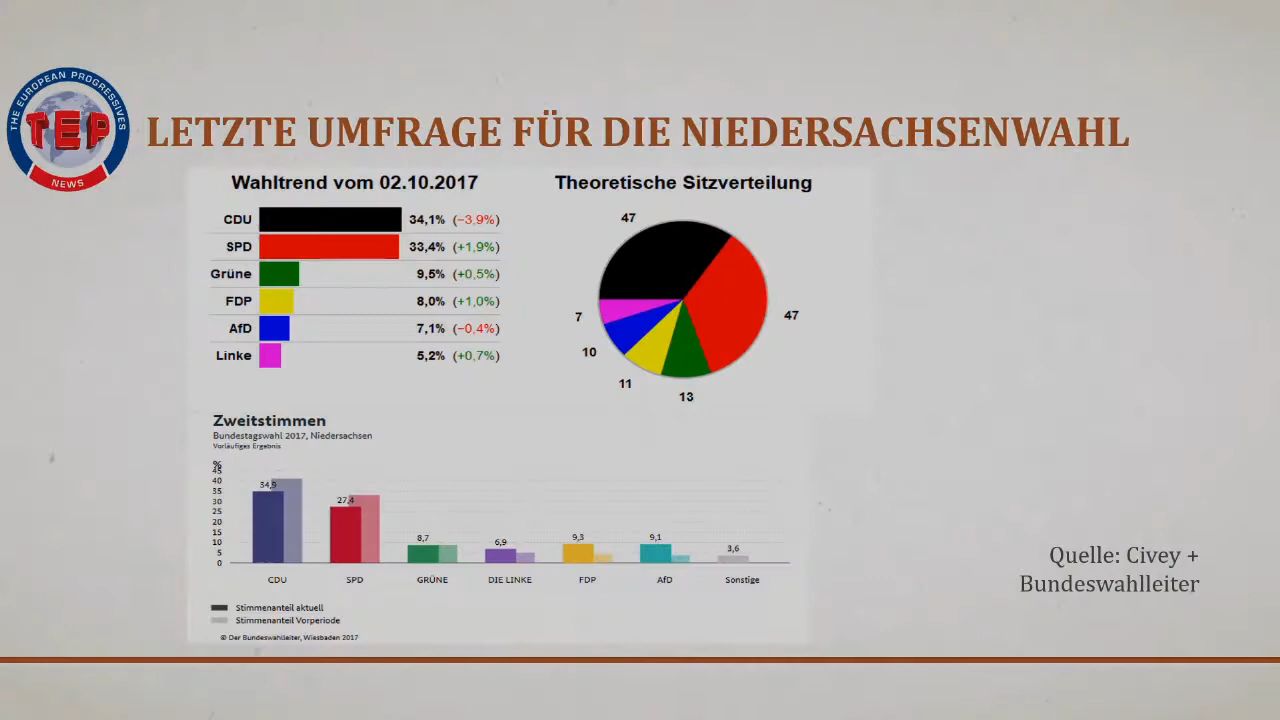 THE EUROPEAN PROGRESSIVES
TEP
NEWS
LETZTE UMFRAGE FÜR DIE NIEDERSACHSENWAHL
Wahltrend vom 02.10.2017
CDU 34,1% (−3,9%)
SPD 33,4% (+1,9%)
Grüne 9,5% (+0,5%)
FDP 8,0% (+1,0%)
AfD 7,1% (−0,4%)
Linke 5,2% (+0,7%)
Theoretische Sitzverteilung
47
47
7
10
11
13
Zweitstimmen
Bundestagswahl 2017, Niedersachsen
Vorläufiges Ergebnis
%
45
40
35
30
25
20
15
10
5
0
34,9
27,4
8,7
6,9
9,3
9,1
3,6
CDU SPD GRÜNE DIE LINKE FDP AfD Sonstige
Stimmenanteil aktuell
Stimmenanteil Vorperiode
© Der Bundeswahlleiter, Wiesbaden 2017
Quelle: Civey +
Bundeswahlleiter